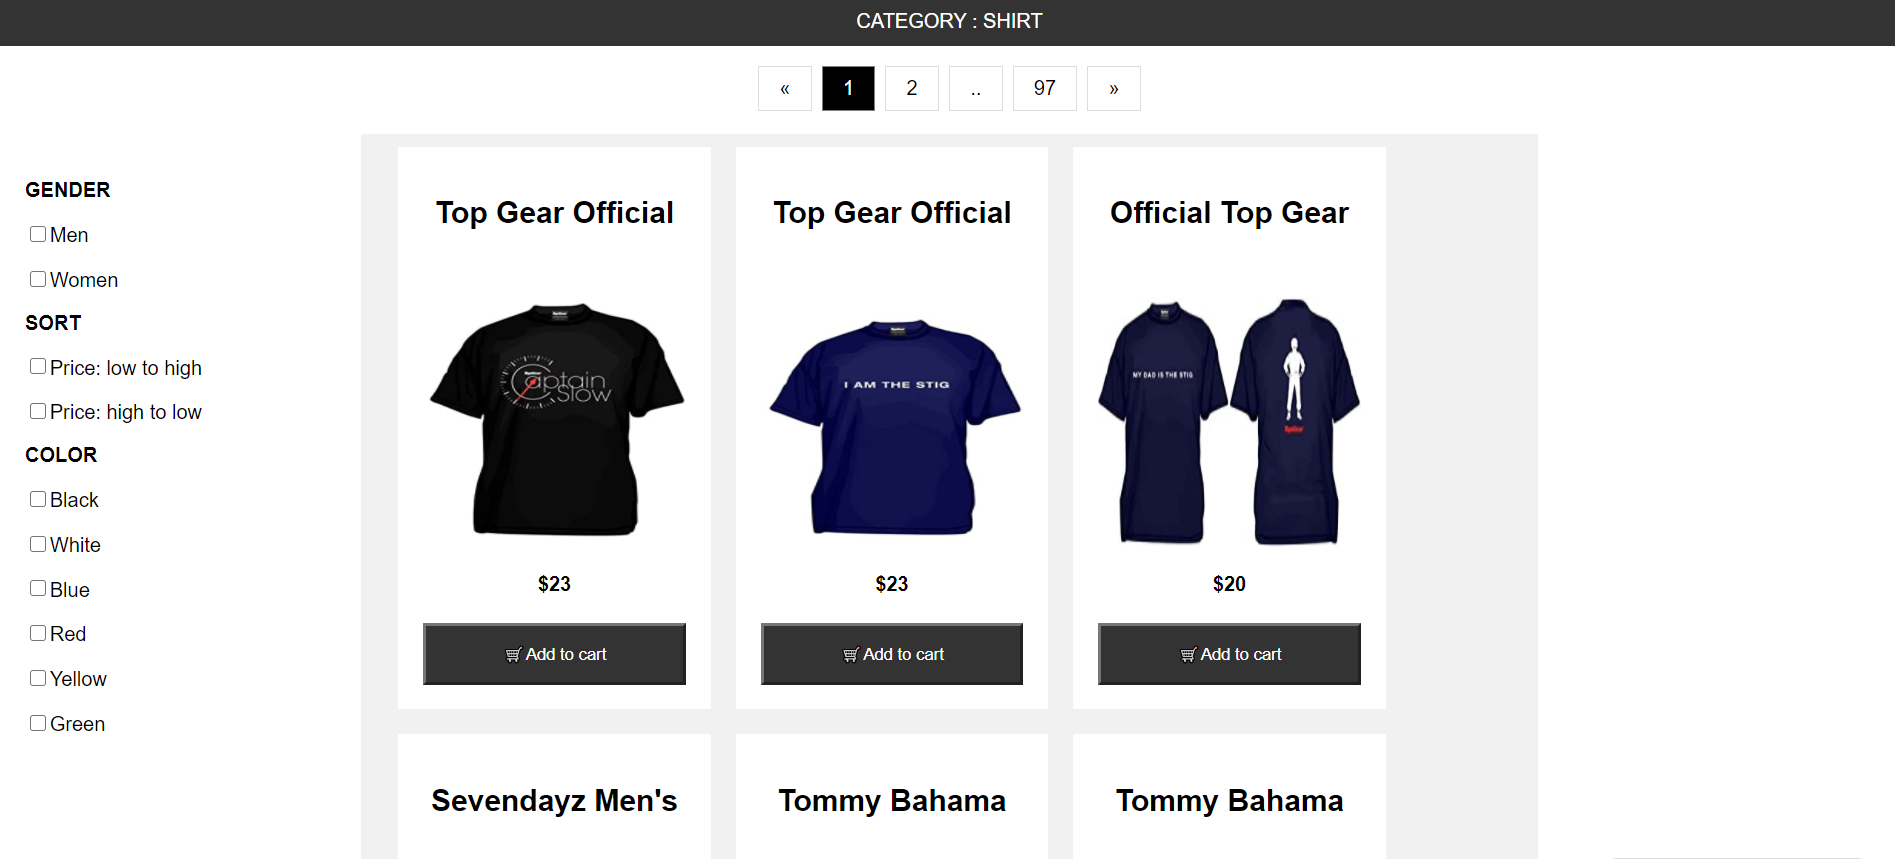 CATEGORY : SHIRT
« 1 2 .. 97 »
GENDER
Men
Women
SORT
Price: low to high
Price: high to low
COLOR
Black
White
Blue
Red
Yellow
Green
Top Gear Official
Captain
Slow
$23
Add to cart
Top Gear Official
I AM THE STIG
$23
Add to cart
Official Top Gear
MY DAD IS THE STIG
TopGear
$20
Add to cart
Sevendayz Men's
Tommy Bahama
Tommy Bahama